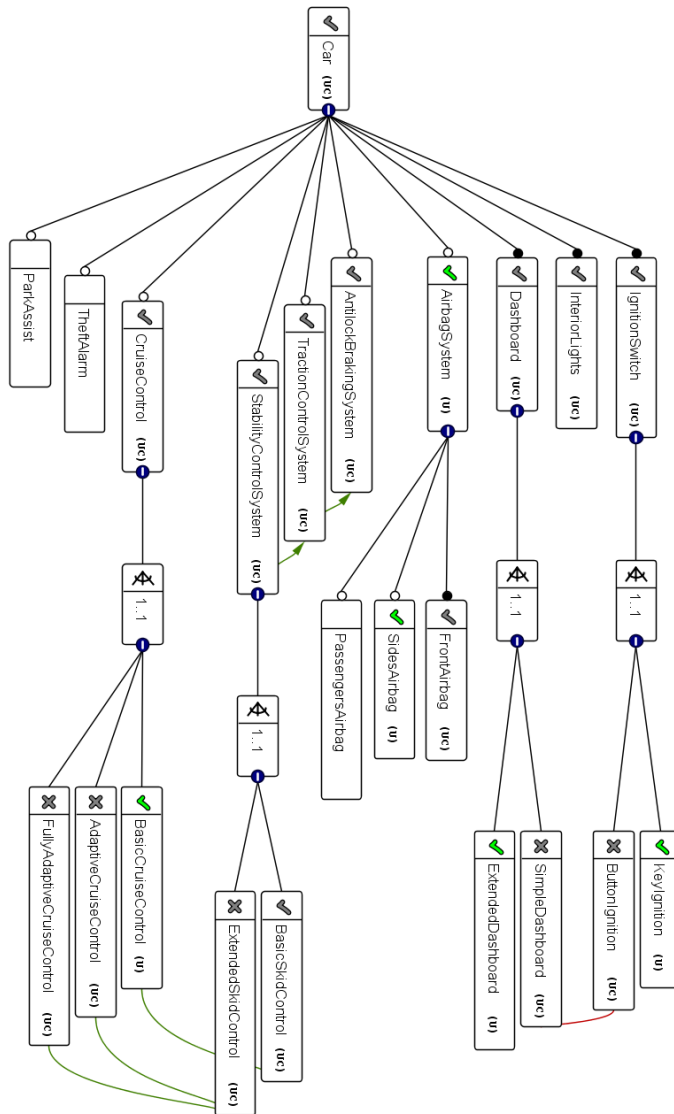 Car (UC)
ParkAssist
TheftAlarm
CruiseControl (UC)
StabilityControlSystem (UC)
TractionControlSystem (UC)
AntilockBrakingSystem (UC)
AirbagSystem (U)
Dashboard (UC)
InteriorLights (UC)
IgnitionSwitch (UC)
1..1
1..1
1..1
1..1
PassengersAirbag
SidesAirbag (U)
FrontAirbag (UC)
FullyAdaptiveCruiseControl (UC)
AdaptiveCruiseControl (UC)
BasicCruiseControl (U)
ExtendedSkidControl (UC)
BasicSkidControl (UC)
ExtendedDashboard (U)
SimpleDashboard (UC)
ButtonIgnition (UC)
KeyIgnition (U)